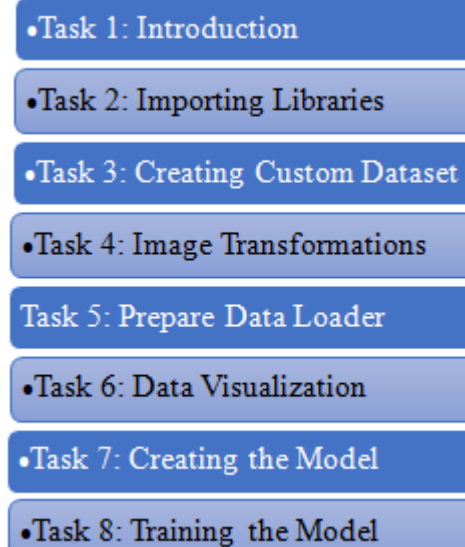 •Task 1: Introduction
•Task 2: Importing Libraries
•Task 3: Creating Custom Dataset
•Task 4: Image Transformations
Task 5: Prepare Data Loader
•Task 6: Data Visualization
•Task 7: Creating the Model
•Task 8: Training the Model